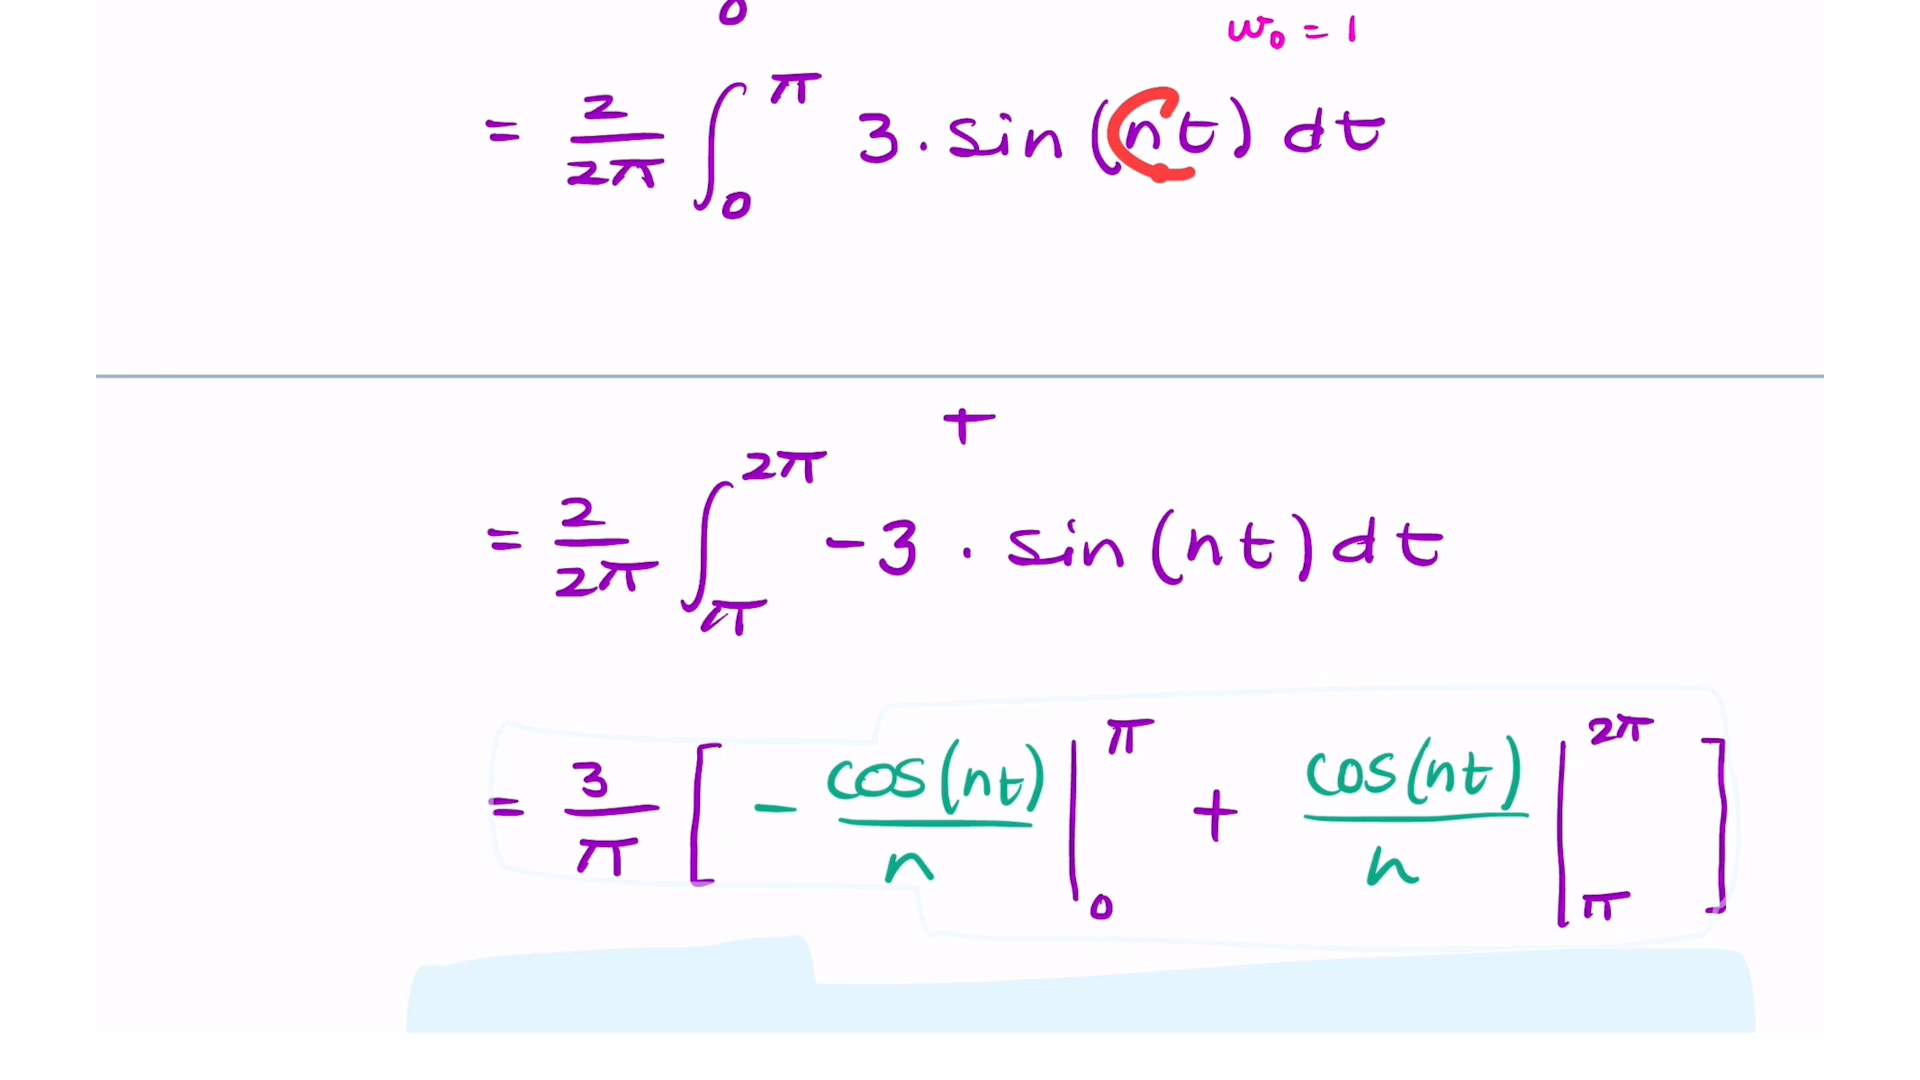 0
ω₀ = 1
= 2/2π ∫₀^π 3 · sin (nt) dt
+
= 2/2π ∫_π^2π -3 · sin (nt) dt
= 3/π [ - cos(nt)/n |₀^π + cos(nt)/n |_π^2π ]